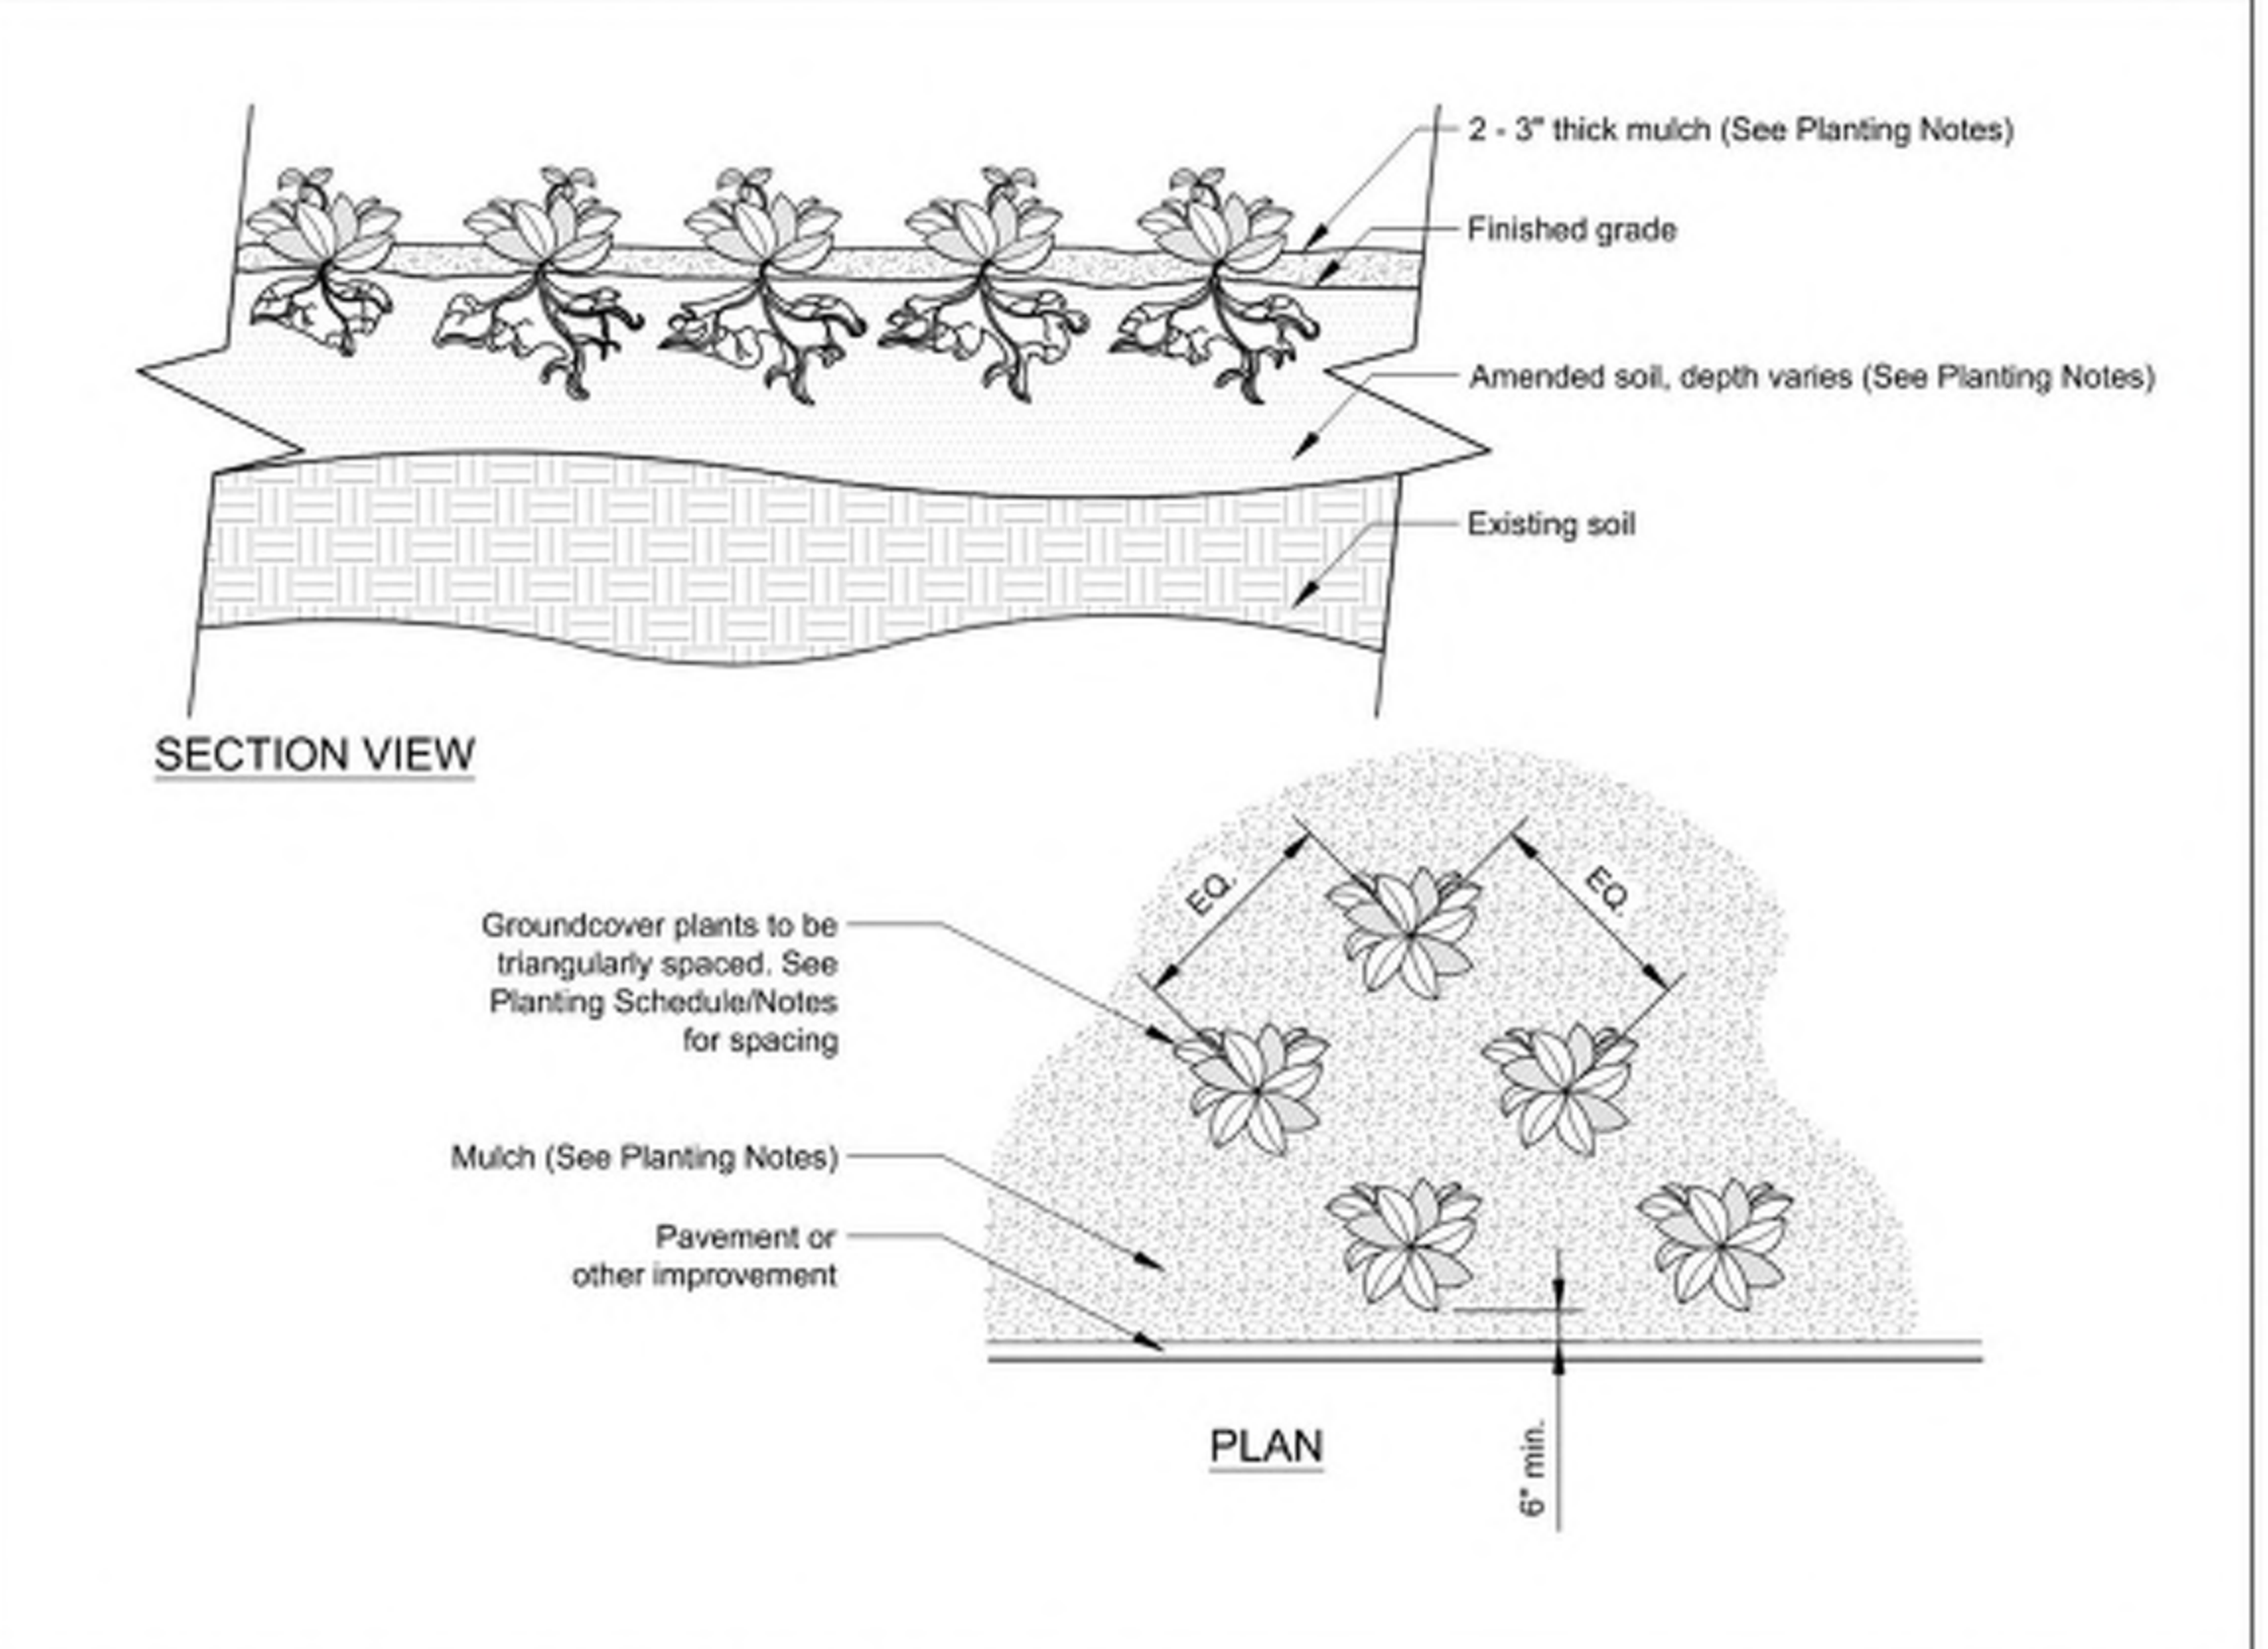 2 - 3" thick mulch (See Planting Notes)
Finished grade
Amended soil, depth varies (See Planting Notes)
Existing soil
SECTION VIEW
EQ.
EQ.
Groundcover plants to be
triangularly spaced. See
Planting Schedule/Notes
for spacing
Mulch (See Planting Notes)
Pavement or
other improvement
PLAN
6" min.